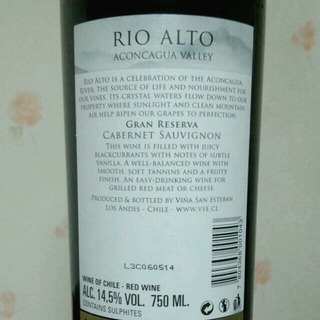 RIO ALTO
ACONCAGUA VALLEY
RIO ALTO IS A CELEBRATION OF THE ACONCAGUA
RIVER, THE SOURCE OF LIFE AND NOURISHMENT FOR
OUR VINES. ITS CRYSTAL WATERS FLOW DOWN TO OUR
PROPERTY WHERE SUNLIGHT AND CLEAN MOUNTAIN
AIR HELP RIPEN OUR GRAPES TO PERFECTION
GRAN RESERVA
CABERNET SAUVIGNON
THIS WINE IS FILLED WITH JUICY
BLACKCURRANTS WITH NOTES OF SUBTLE
VANILLA. A WELL-BALANCED WINE WITH
SMOOTH, SOFT TANNINS AND A FRUITY
FINISH. AN EASY-DRINKING WINE FOR
GRILLED RED MEAT OR CHEESE
PRODUCED & BOTTLED BY VIÑA SAN ESTEBAN
LOS ANDES - CHILE - WWW.VSE.CL
L3C060514
WINE OF CHILE - RED WINE
ALC. 14,5% VOL. 750 ML.
CONTAINS SULPHITES
7 804368 001043